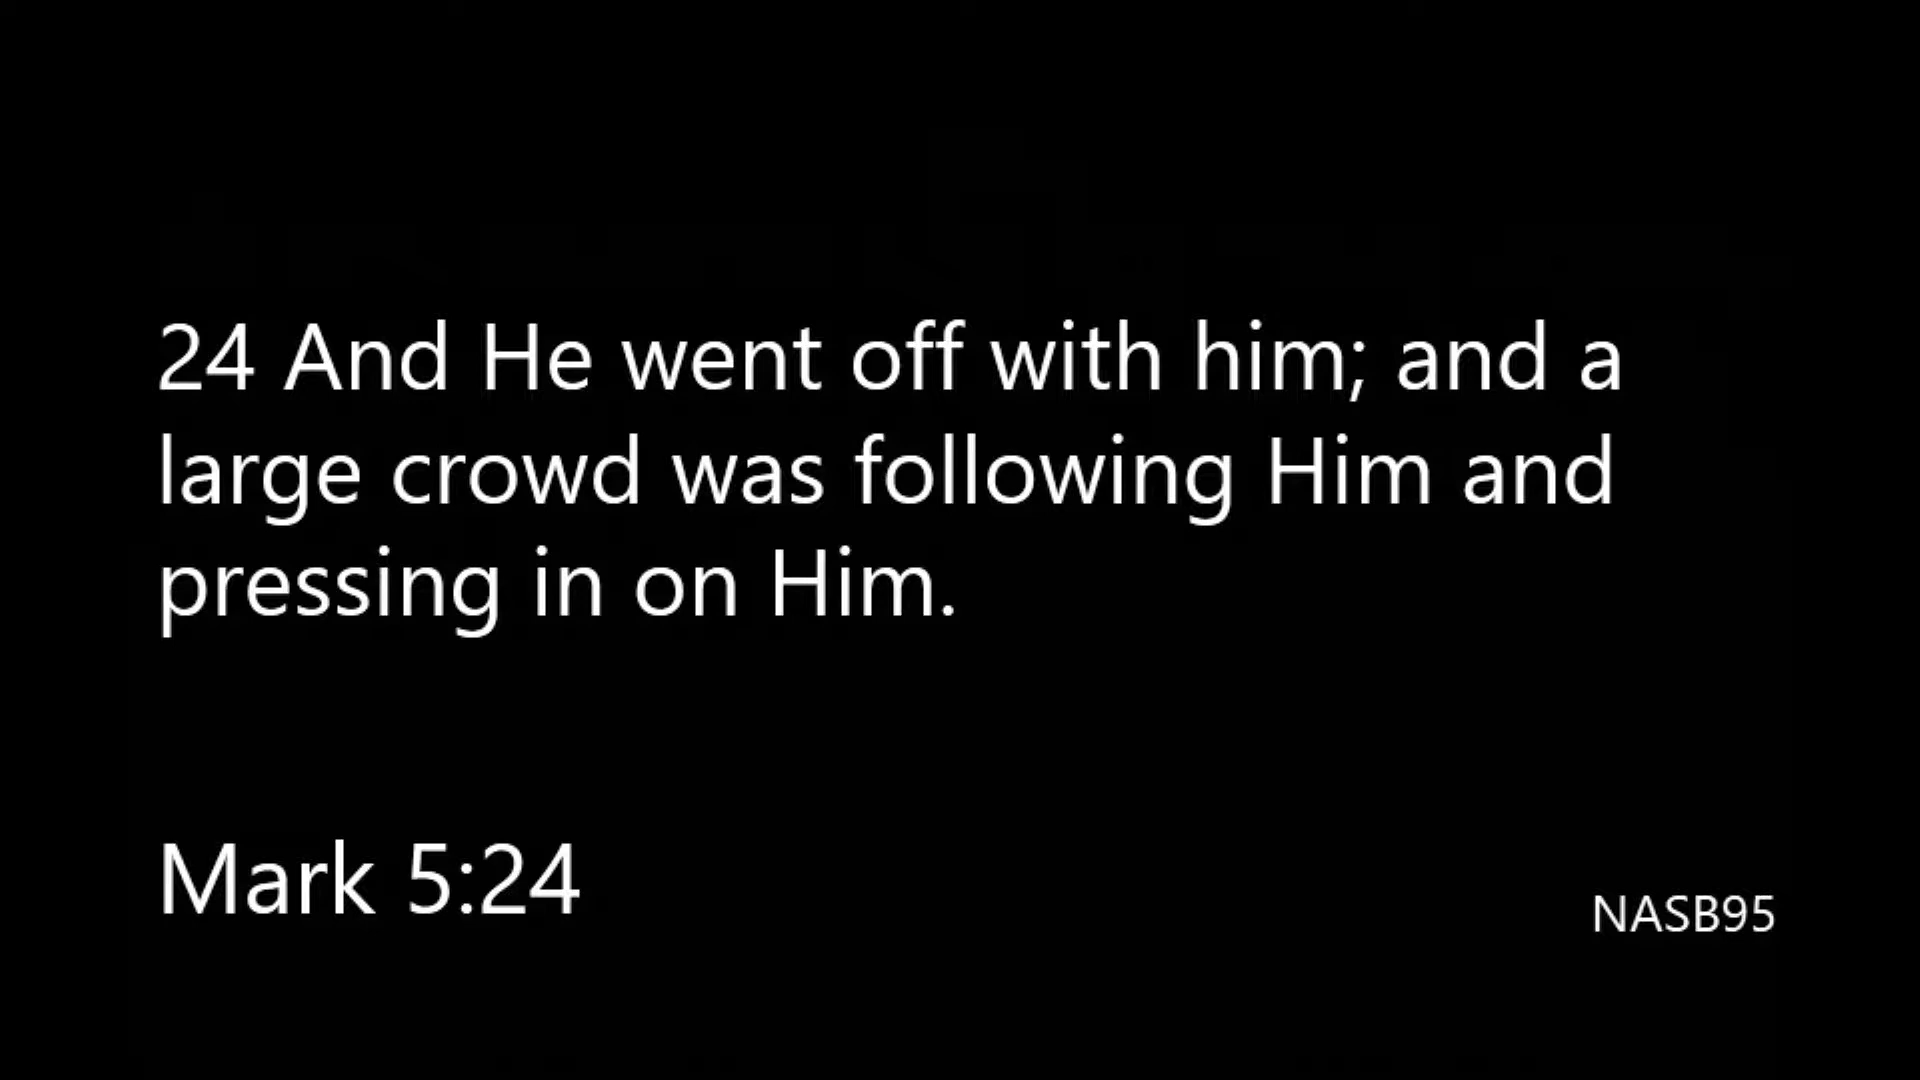 24 And He went off with him; and a
large crowd was following Him and
pressing in on Him.
Mark 5:24
NASB95